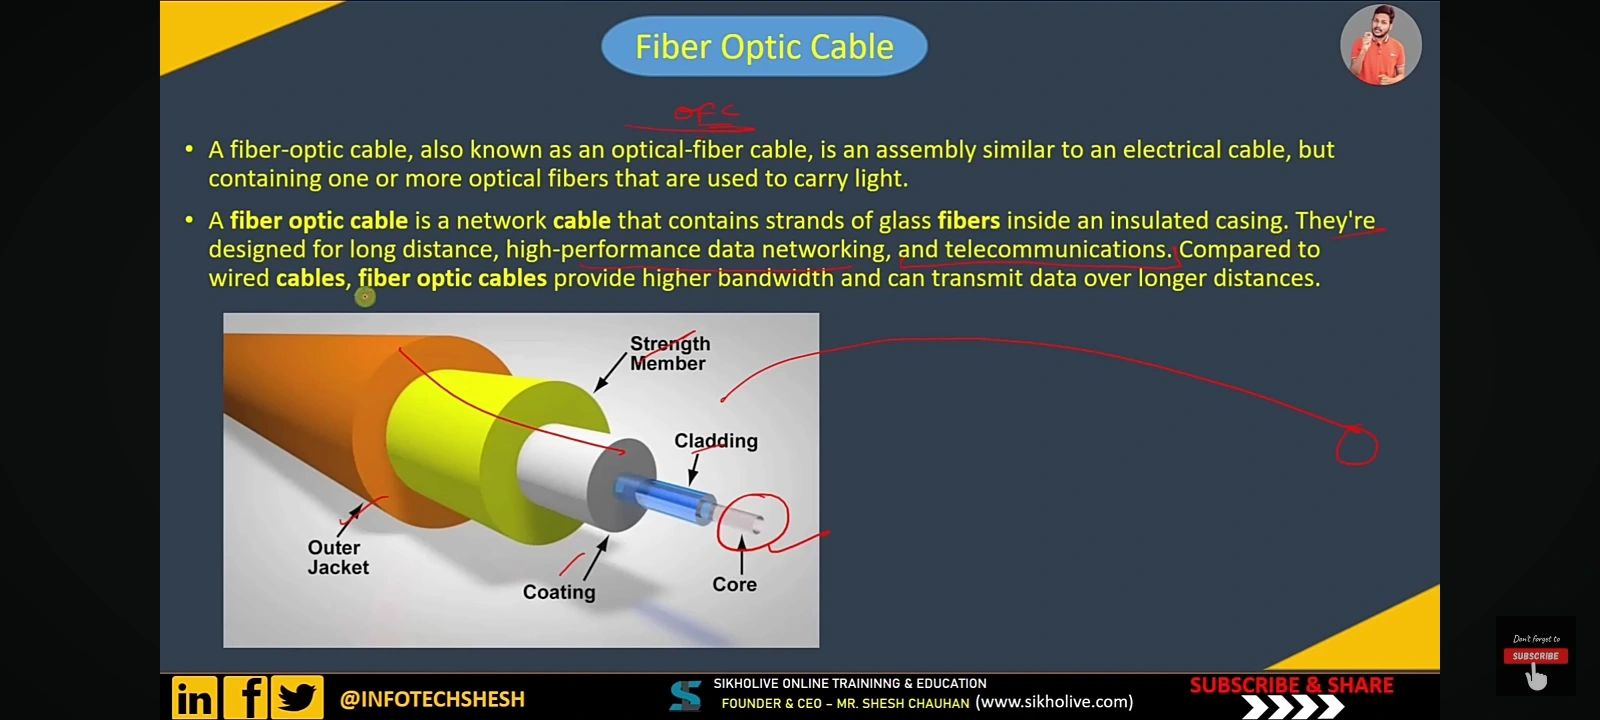 Fiber Optic Cable
OFC
• A fiber-optic cable, also known as an optical-fiber cable, is an assembly similar to an electrical cable, but
containing one or more optical fibers that are used to carry light.
• A fiber optic cable is a network cable that contains strands of glass fibers inside an insulated casing. They're
designed for long distance, high-performance data networking, and telecommunications. Compared to
wired cables, fiber optic cables provide higher bandwidth and can transmit data over longer distances.
Strength
Member
Cladding
Outer
Jacket
Coating
Core
Don't forget to
SUBSCRIBE
in f @INFOTECHSHESH
SIKHOLIVE ONLINE TRAININNG & EDUCATION
FOUNDER & CEO – MR. SHESH CHAUHAN (www.sikholive.com)
SUBSCRIBE & SHARE